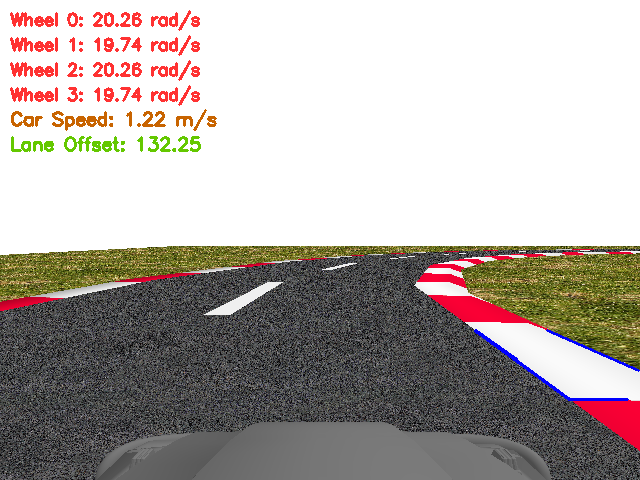 Wheel 0: 20.26 rad/s
Wheel 1: 19.74 rad/s
Wheel 2: 20.26 rad/s
Wheel 3: 19.74 rad/s
Car Speed: 1.22 m/s
Lane Offset: 132.25